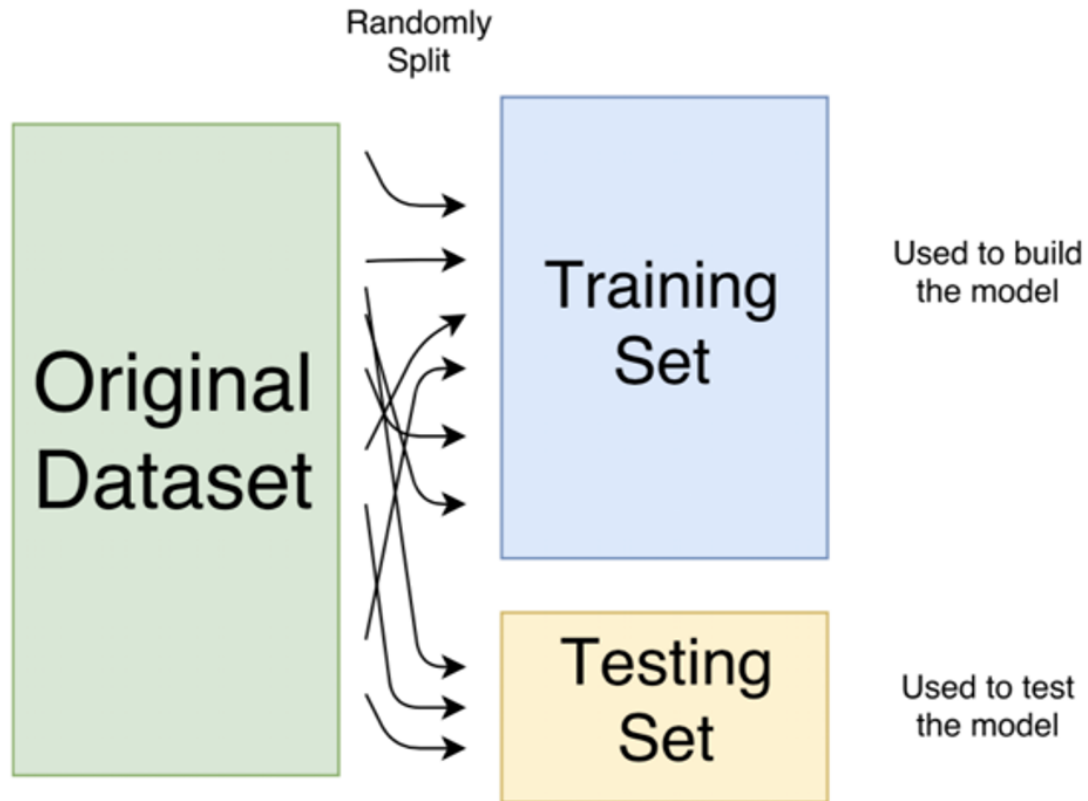 Randomly
Split
Original
Dataset
Training
Set
Used to build
the model
Testing
Set
Used to test
the model